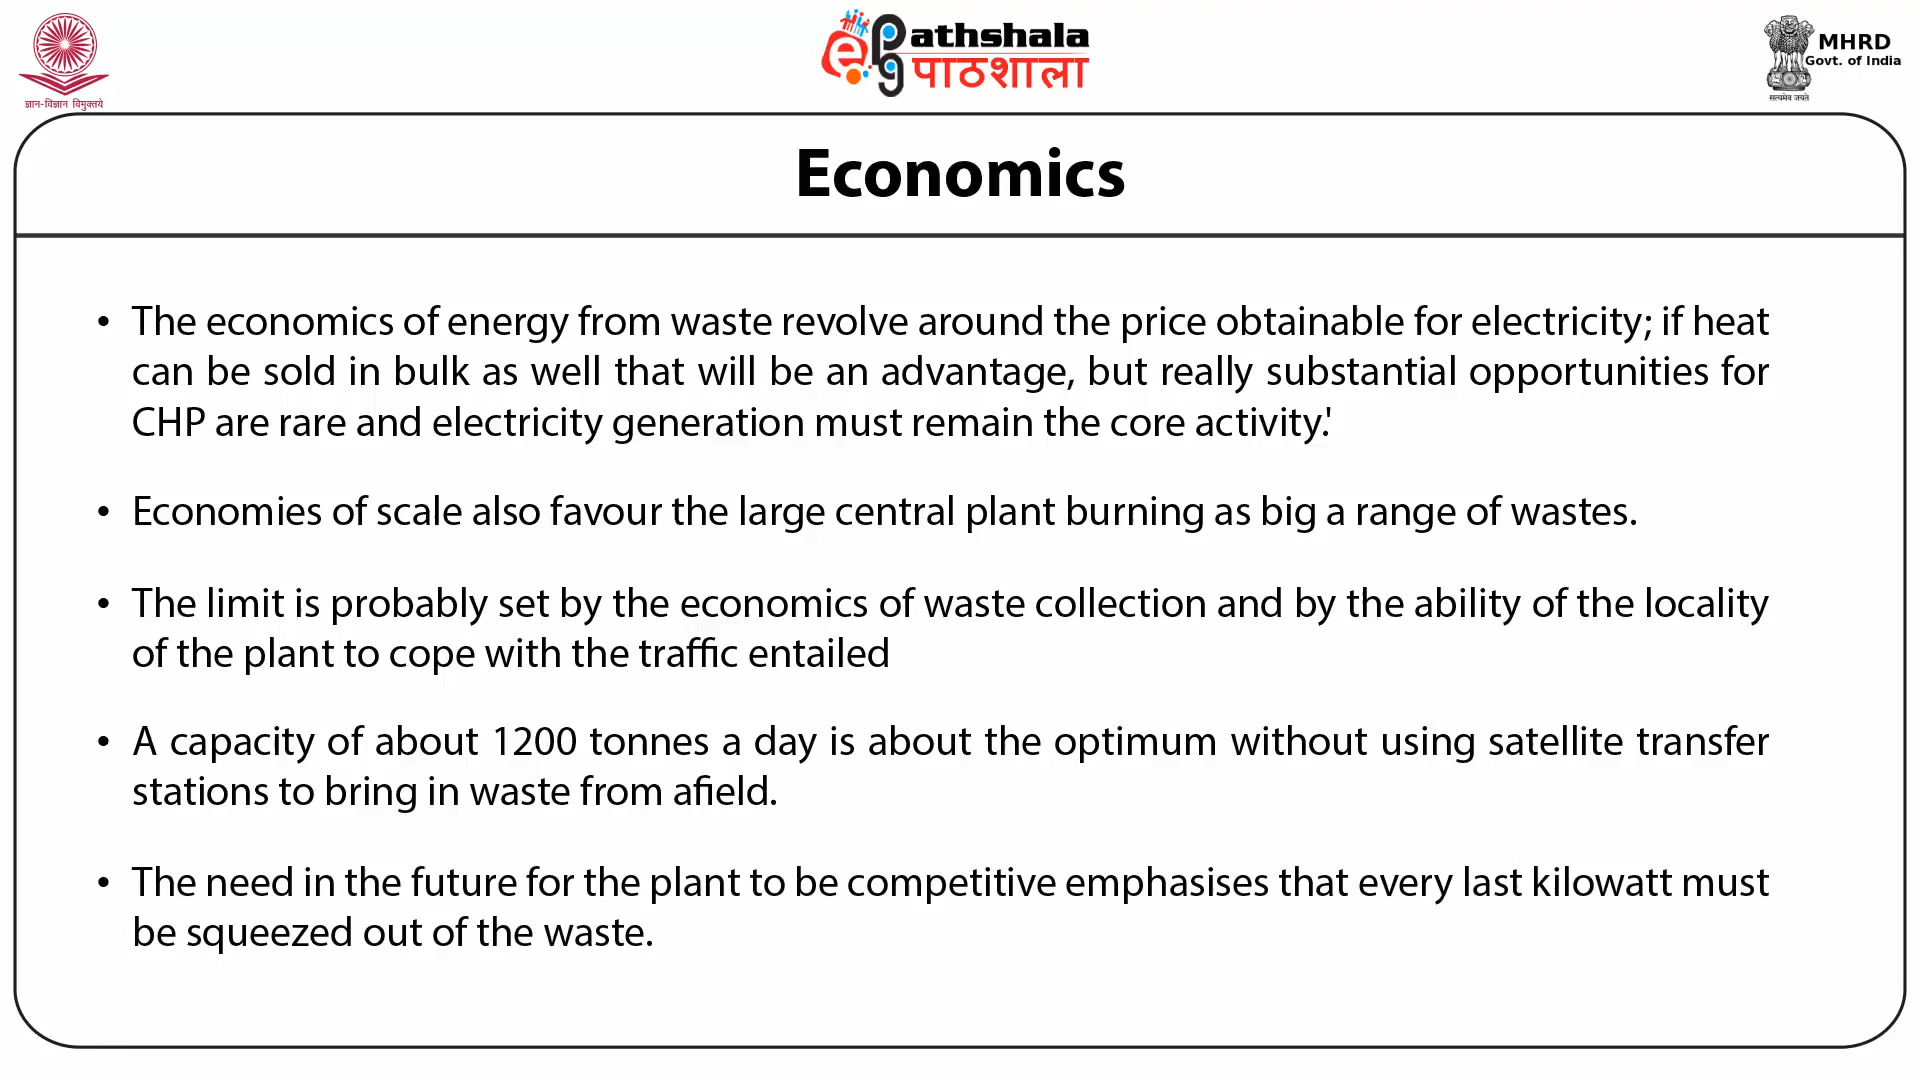 ज्ञान-विज्ञान विमुक्तये
ePG athshala
पाठशाला
MHRD
Govt. of India
सत्यमेव जयते
Economics
• The economics of energy from waste revolve around the price obtainable for electricity; if heat
can be sold in bulk as well that will be an advantage, but really substantial opportunities for
CHP are rare and electricity generation must remain the core activity.'
• Economies of scale also favour the large central plant burning as big a range of wastes.
• The limit is probably set by the economics of waste collection and by the ability of the locality
of the plant to cope with the traffic entailed
• A capacity of about 1200 tonnes a day is about the optimum without using satellite transfer
stations to bring in waste from afield.
• The need in the future for the plant to be competitive emphasises that every last kilowatt must
be squeezed out of the waste.